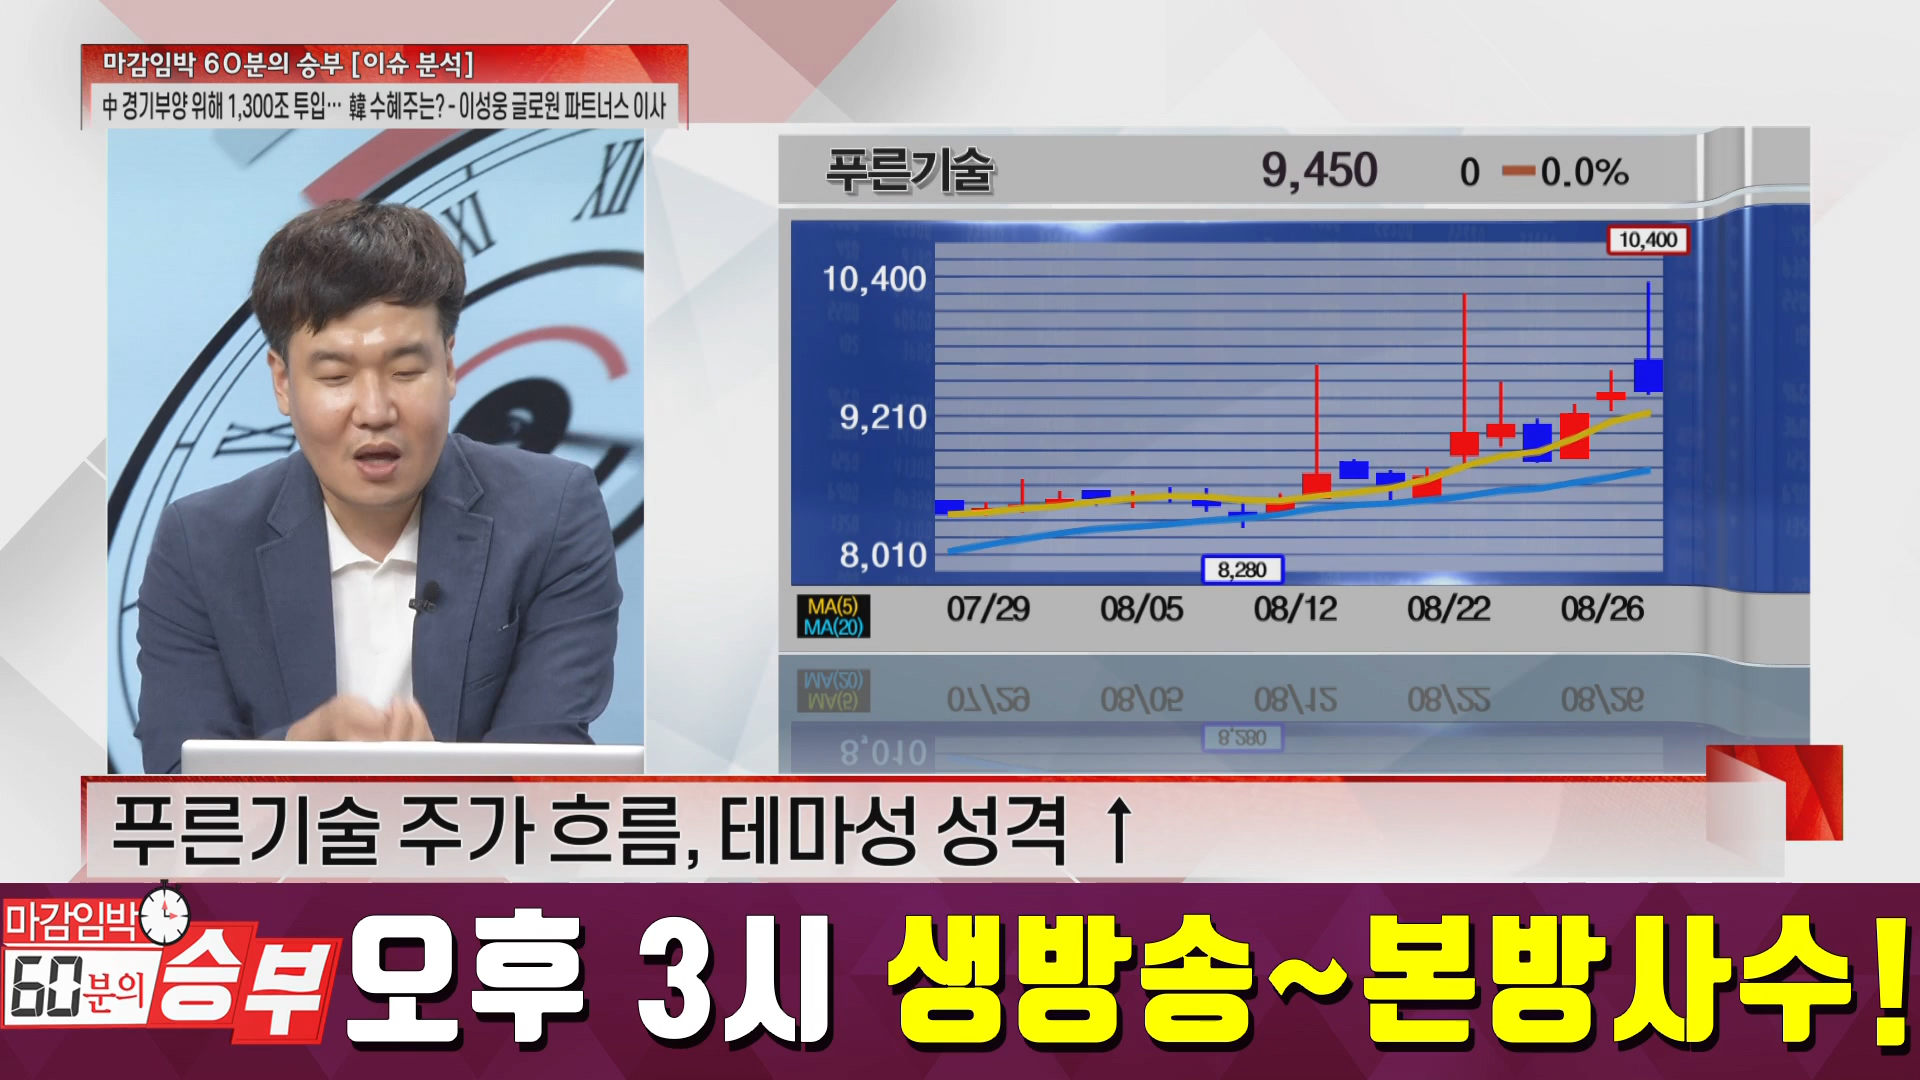 마감임박 60분의 승부 [이슈 분석]
中 경기부양 위해 1,300조 투입… 韓 수혜주는? - 이성웅 글로원 파트너스 이사
XI XII
IX
푸른기술 9,450 0 0.0%
10,400
10,400
9,210
8,010
8,280
MA(5)
MA(20)
07/29 08/05 08/12 08/22 08/26
푸른기술 주가 흐름, 테마성 성격 ↑
마감임박
60분의 승부
오후 3시 생방송~본방사수!